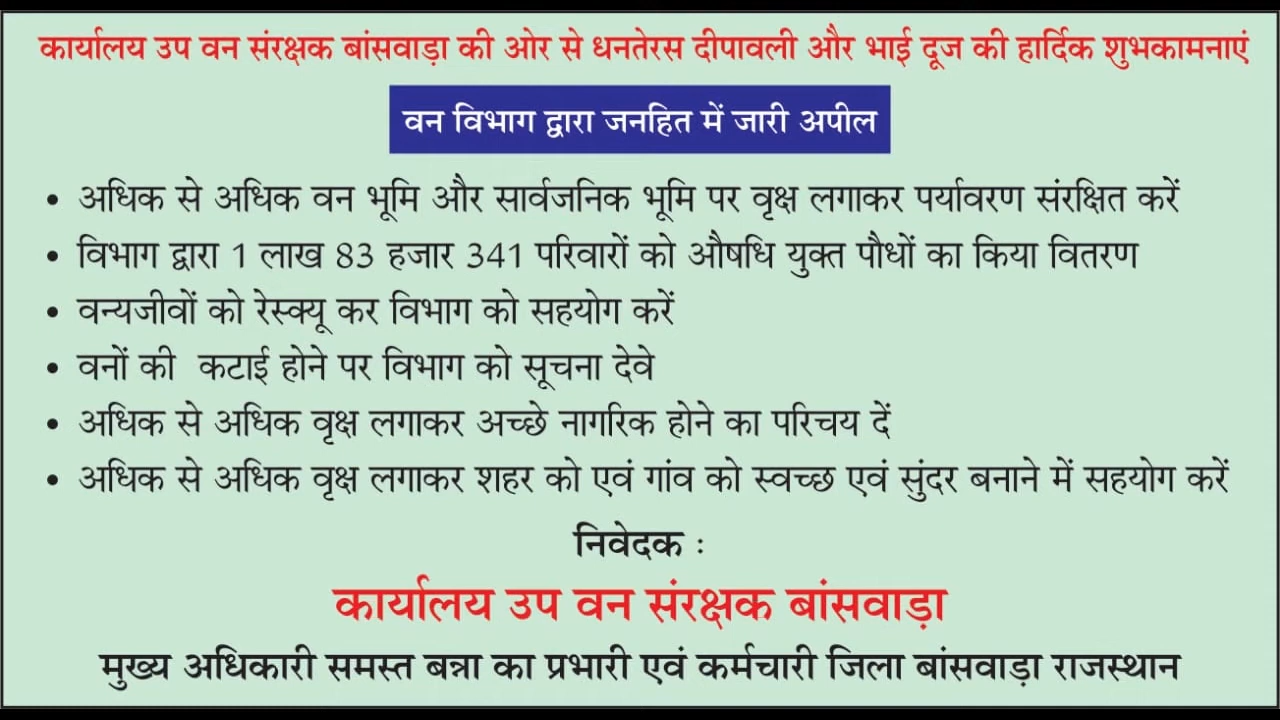 कार्यालय उप वन संरक्षक बांसवाड़ा की ओर से धनतेरस दीपावली और भाई दूज की हार्दिक शुभकामनाएं
वन विभाग द्वारा जनहित में जारी अपील
• अधिक से अधिक वन भूमि और सार्वजनिक भूमि पर वृक्ष लगाकर पर्यावरण संरक्षित करें
• विभाग द्वारा 1 लाख 83 हजार 341 परिवारों को औषधि युक्त पौधों का किया वितरण
• वन्यजीवों को रेस्क्यू कर विभाग को सहयोग करें
• वनों की कटाई होने पर विभाग को सूचना देवे
• अधिक से अधिक वृक्ष लगाकर अच्छे नागरिक होने का परिचय दें
• अधिक से अधिक वृक्ष लगाकर शहर को एवं गांव को स्वच्छ एवं सुंदर बनाने में सहयोग करें
निवेदक :
कार्यालय उप वन संरक्षक बांसवाड़ा
मुख्य अधिकारी समस्त बन्ना का प्रभारी एवं कर्मचारी जिला बांसवाड़ा राजस्थान